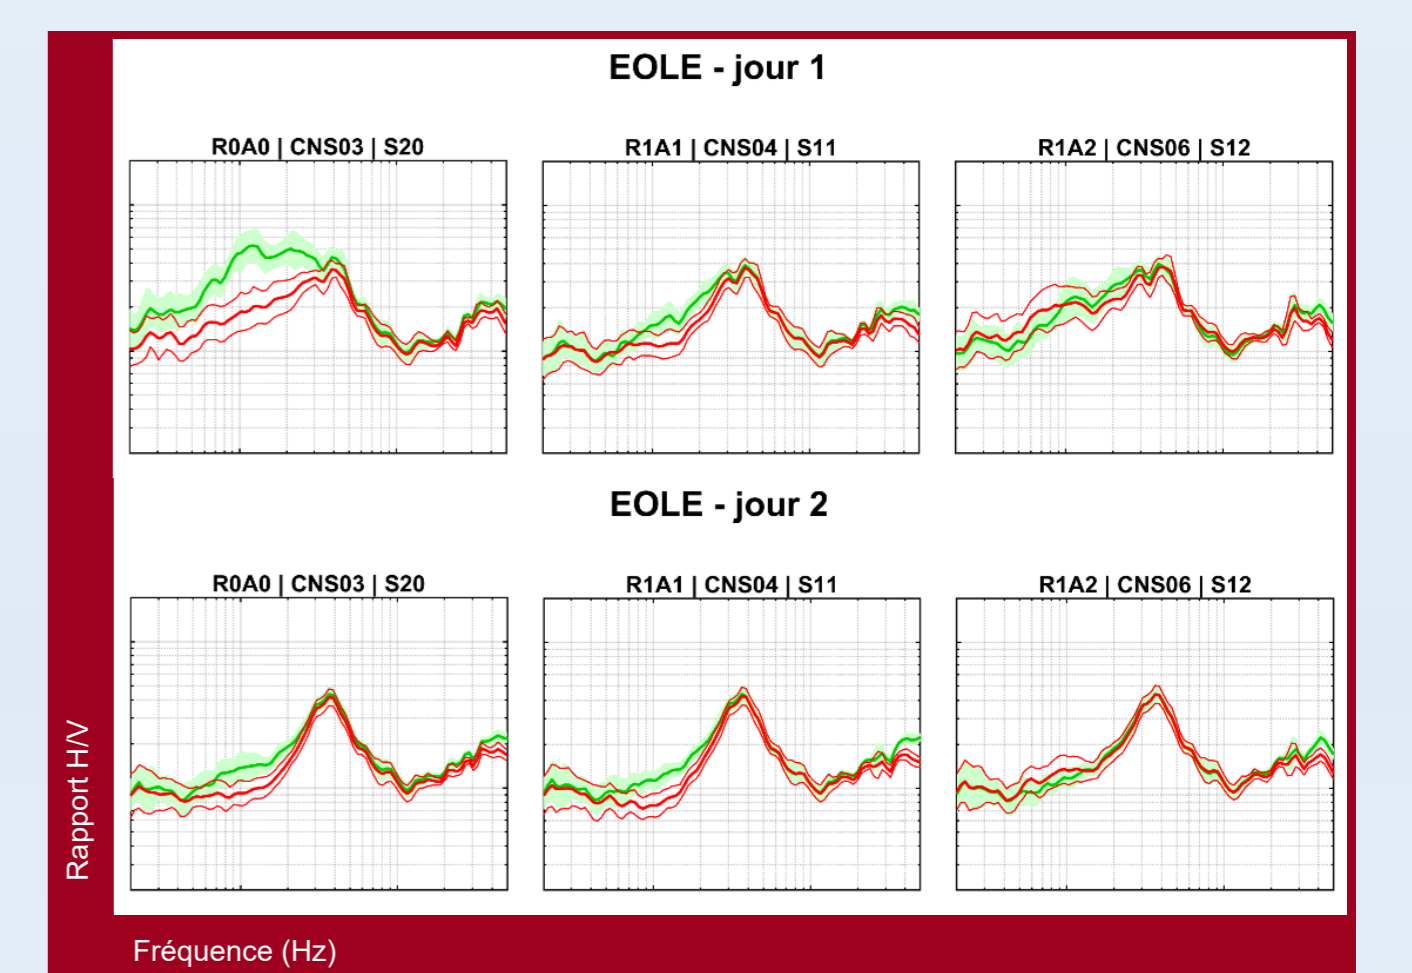 EOLE - jour 1
R0A0 | CNS03 | S20
R1A1 | CNS04 | S11
R1A2 | CNS06 | S12
EOLE - jour 2
R0A0 | CNS03 | S20
R1A1 | CNS04 | S11
R1A2 | CNS06 | S12
Rapport H/V
Fréquence (Hz)